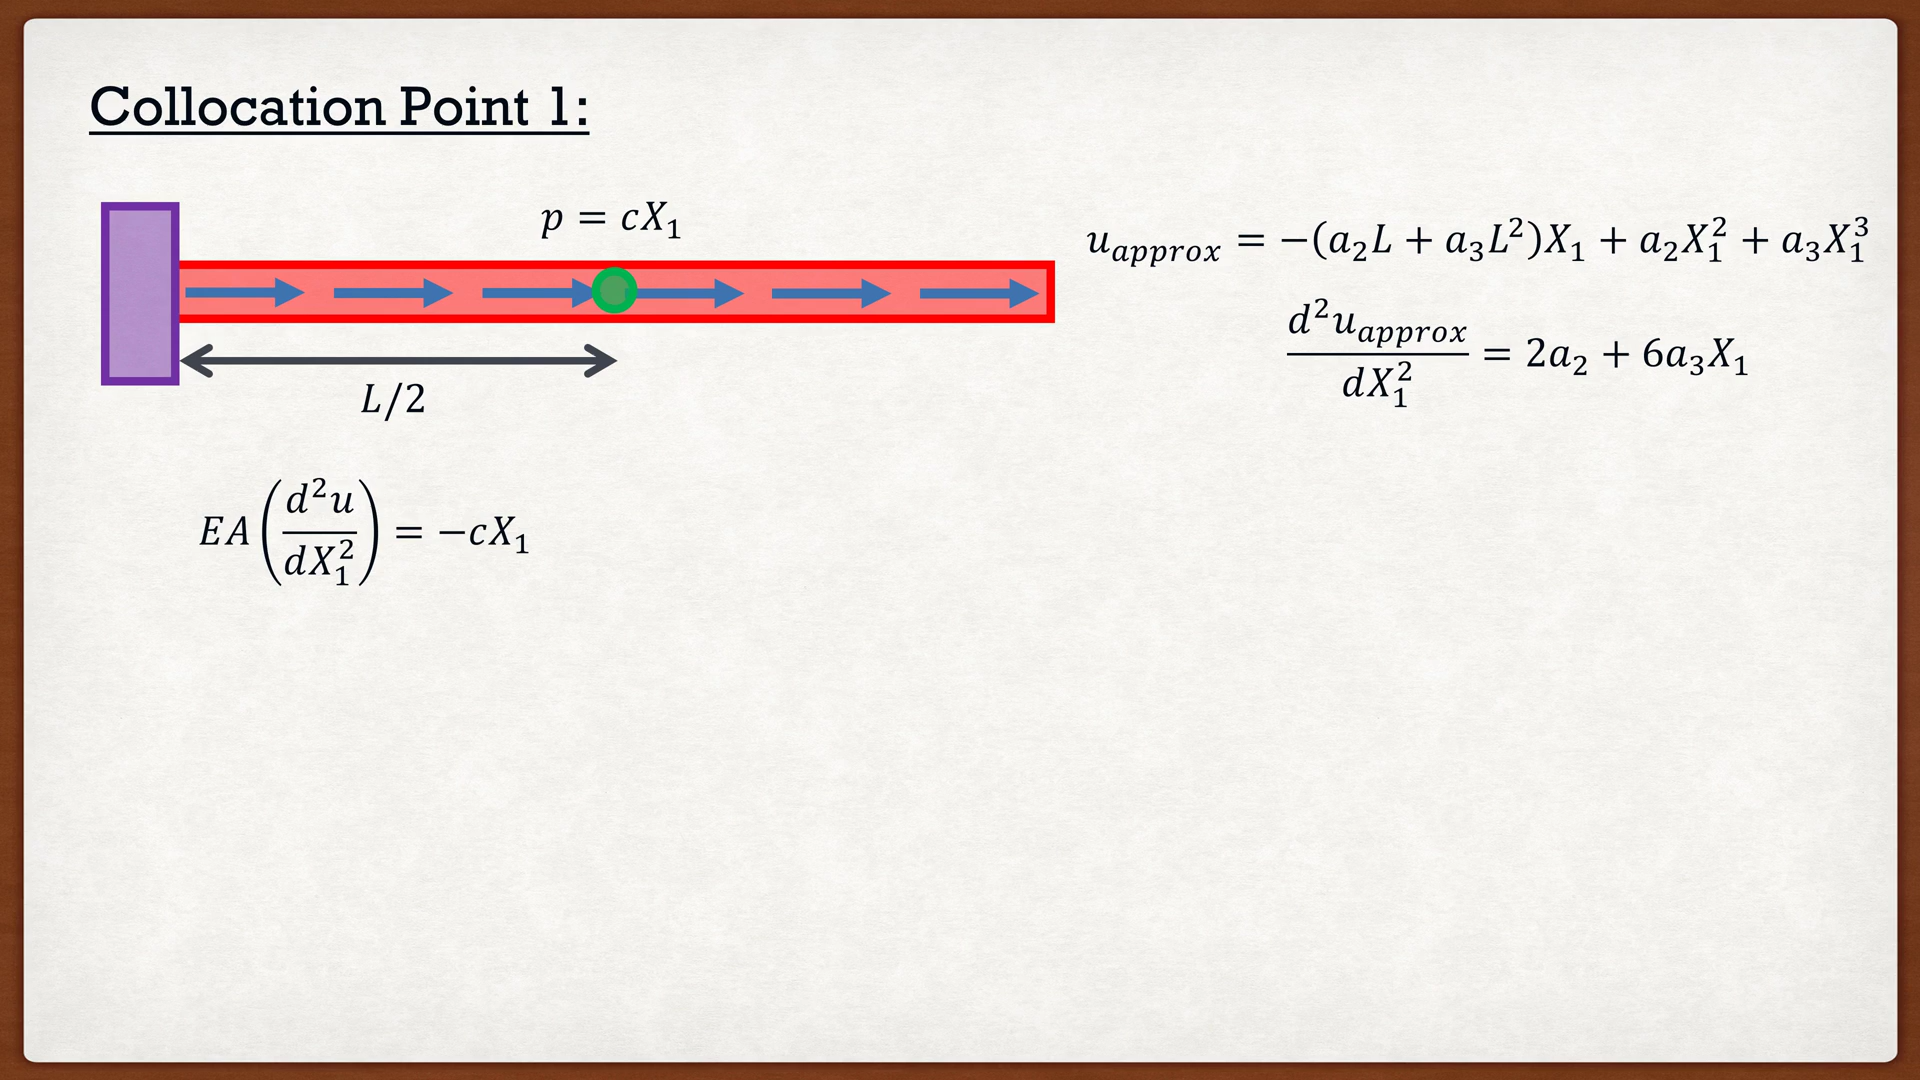 Collocation Point 1:
p = cX₁
u_approx = −(a₂L + a₃L²)X₁ + a₂X₁² + a₃X₁³
d²u_approx / dX₁² = 2a₂ + 6a₃X₁
L/2
EA(d²u / dX₁²) = −cX₁